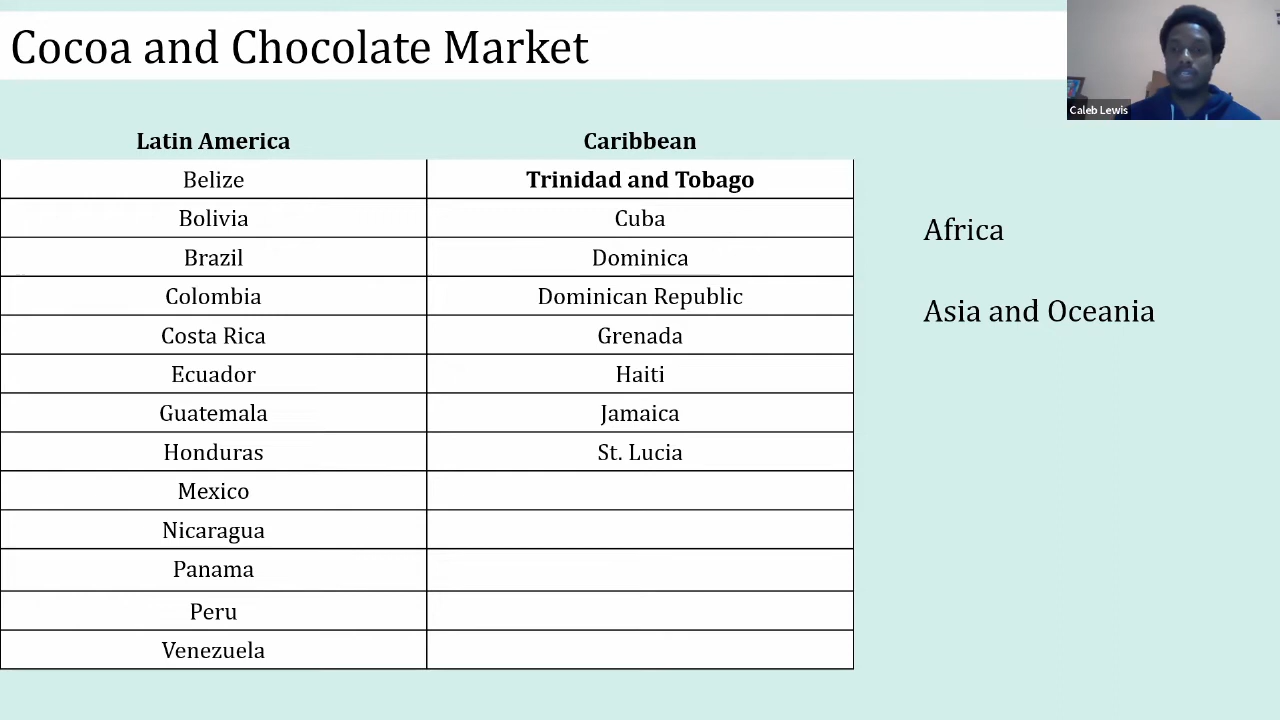 Cocoa and Chocolate Market
Caleb Lewis
Latin America Caribbean
Belize Trinidad and Tobago
Bolivia Cuba
Brazil Dominica
Colombia Dominican Republic
Costa Rica Grenada
Ecuador Haiti
Guatemala Jamaica
Honduras St. Lucia
Mexico
Nicaragua
Panama
Peru
Venezuela
Africa
Asia and Oceania